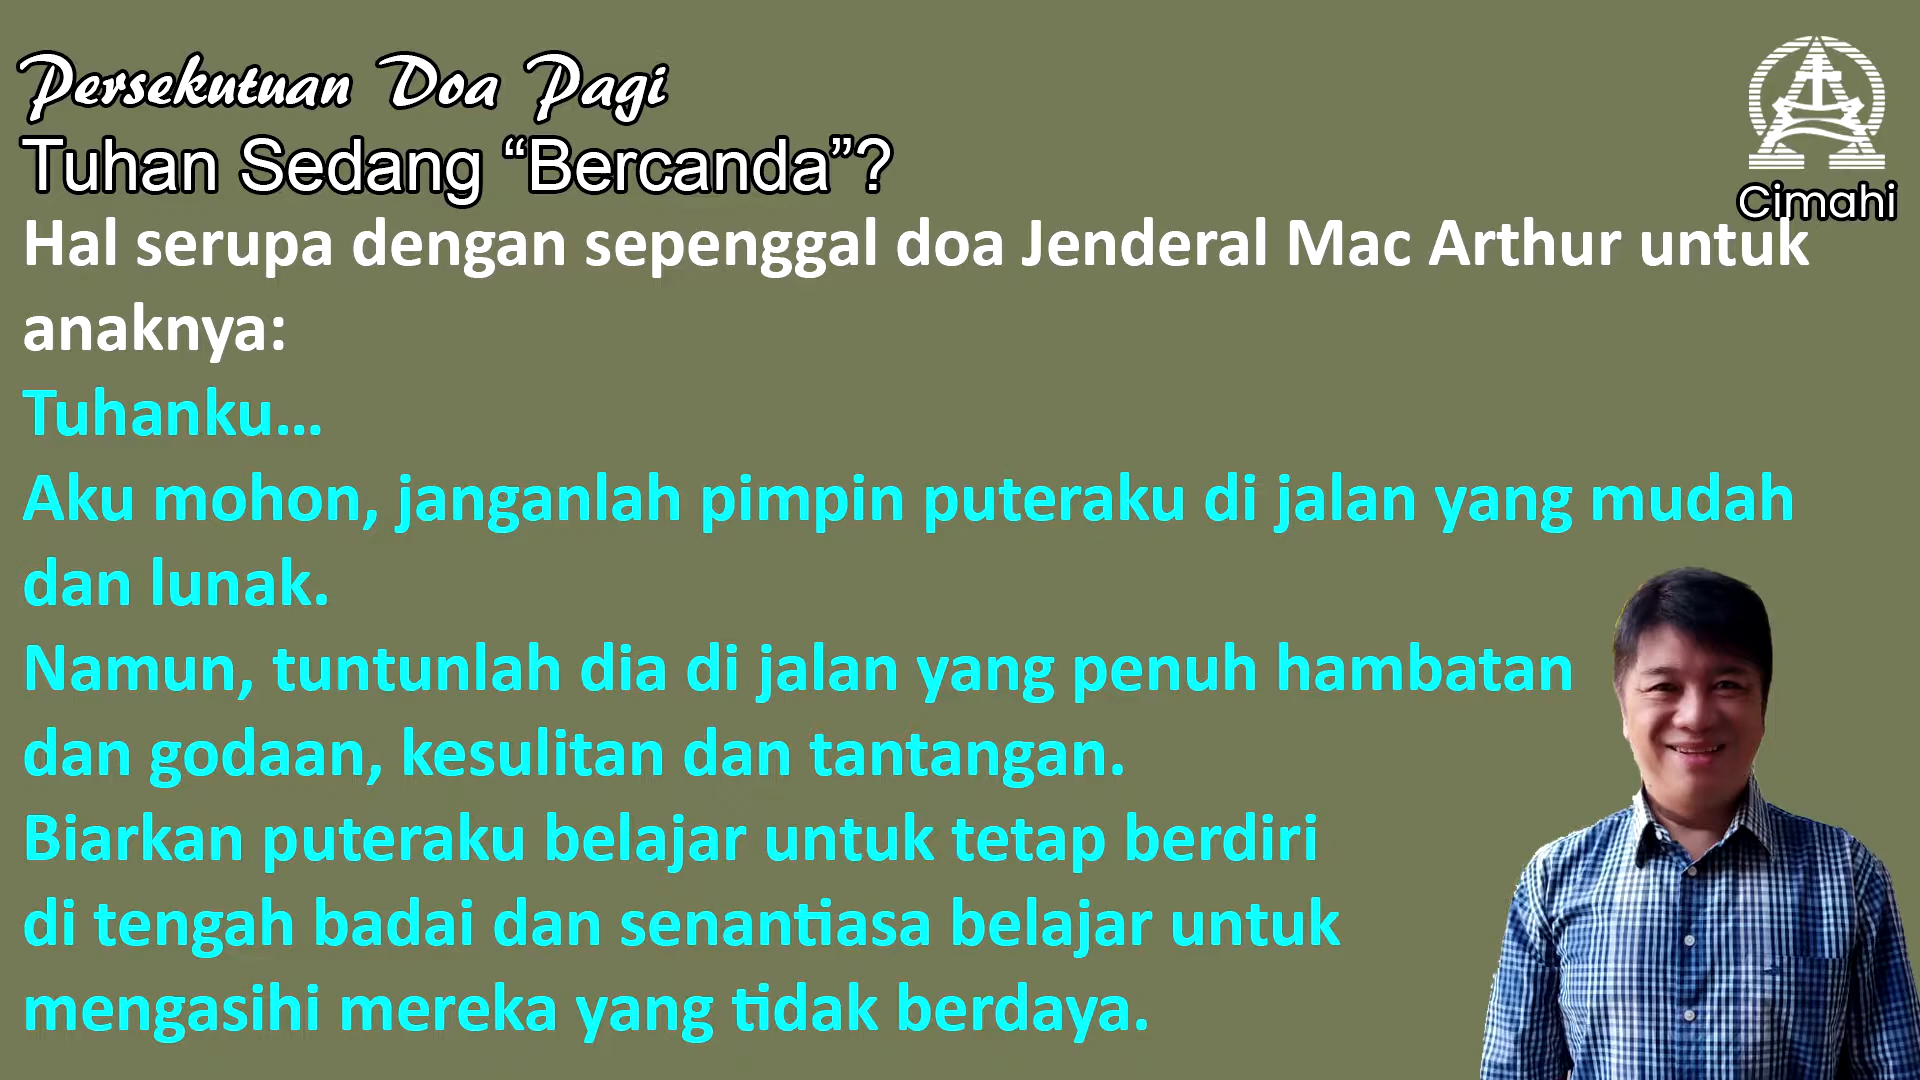 Persekutuan Doa Pagi
Tuhan Sedang “Bercanda”?
Cimahi
Hal serupa dengan sepenggal doa Jenderal Mac Arthur untuk
anaknya:
Tuhanku...
Aku mohon, janganlah pimpin puteraku di jalan yang mudah
dan lunak.
Namun, tuntunlah dia di jalan yang penuh hambatan
dan godaan, kesulitan dan tantangan.
Biarkan puteraku belajar untuk tetap berdiri
di tengah badai dan senantiasa belajar untuk
mengasihi mereka yang tidak berdaya.